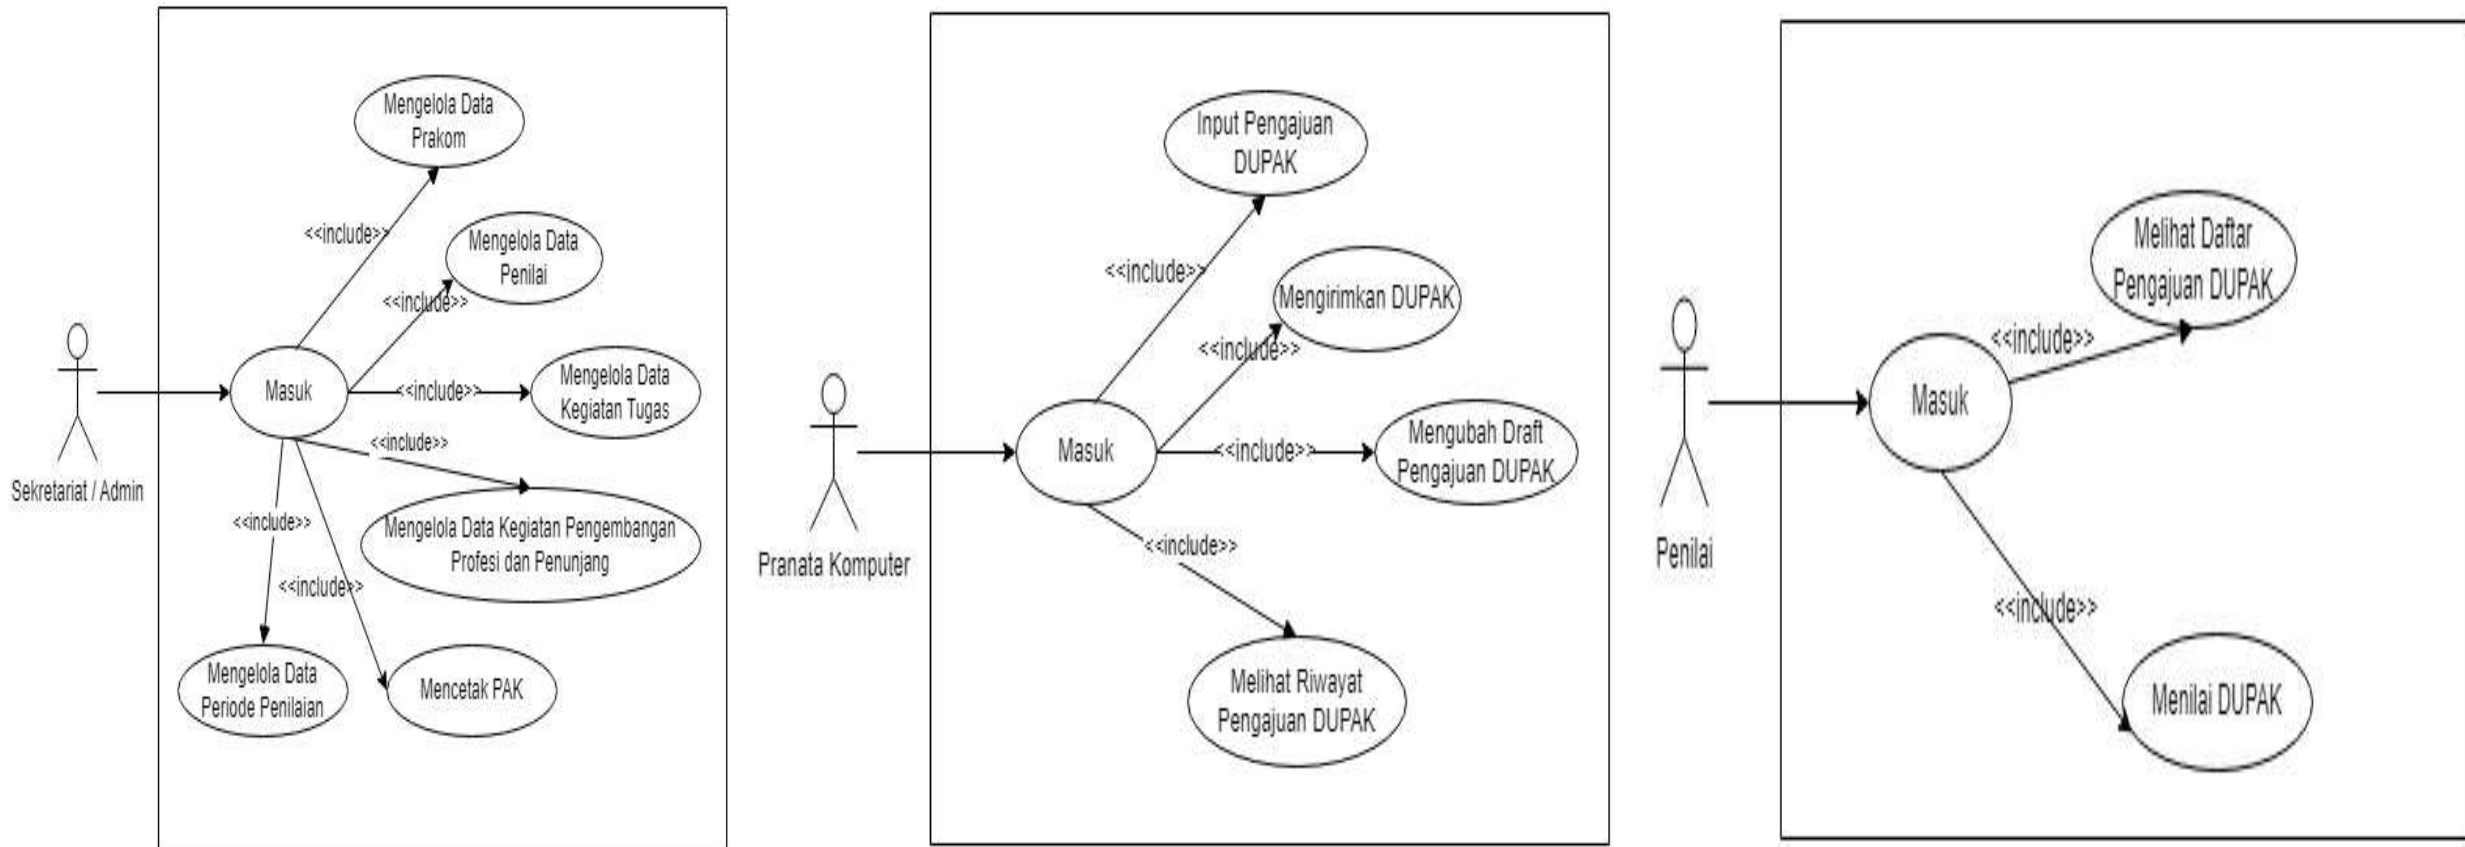 Mengelola Data
Prakom
<<include>>
Mengelola Data
Penilai
<<include>>
Masuk
<<include>>
Mengelola Data
Kegiatan Tugas
Sekretariat / Admin
<<include>>
<<include>>
Mengelola Data Kegiatan Pengembangan
Profesi dan Penunjang
<<include>>
Mengelola Data
Periode Penilaian
Mencetak PAK
Input Pengajuan
DUPAK
<<include>>
Mengirimkan DUPAK
<<include>>
Masuk
<<include>>
Mengubah Draft
Pengajuan DUPAK
Pranata Komputer
<<include>>
Melihat Riwayat
Pengajuan DUPAK
Melihat Daftar
Pengajuan DUPAK
<<include>>
Masuk
Penilai
<<include>>
Menilai DUPAK